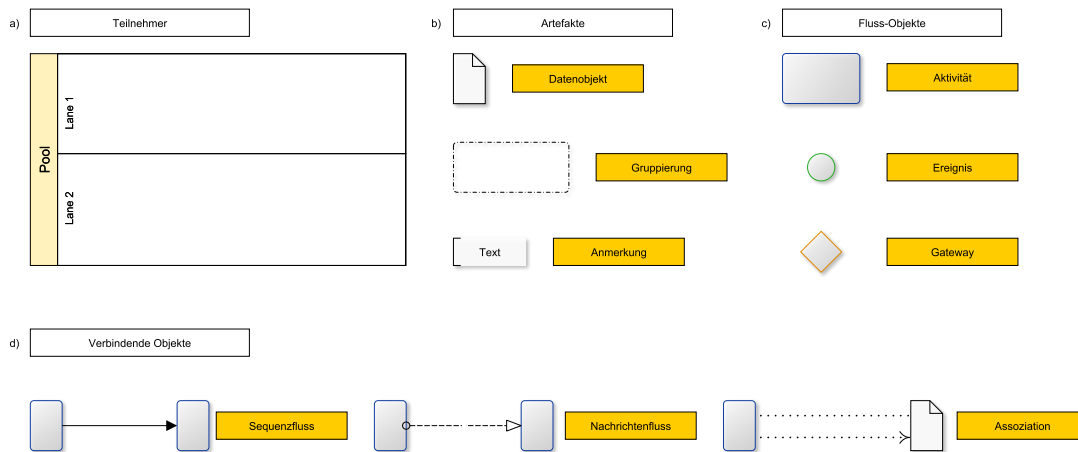 a)
Teilnehmer
Pool
Lane 1
Lane 2
b)
Artefakte
Datenobjekt
Gruppierung
Text
Anmerkung
c)
Fluss-Objekte
Aktivität
Ereignis
Gateway
d)
Verbindende Objekte
Sequenzfluss
Nachrichtenfluss
Assoziation